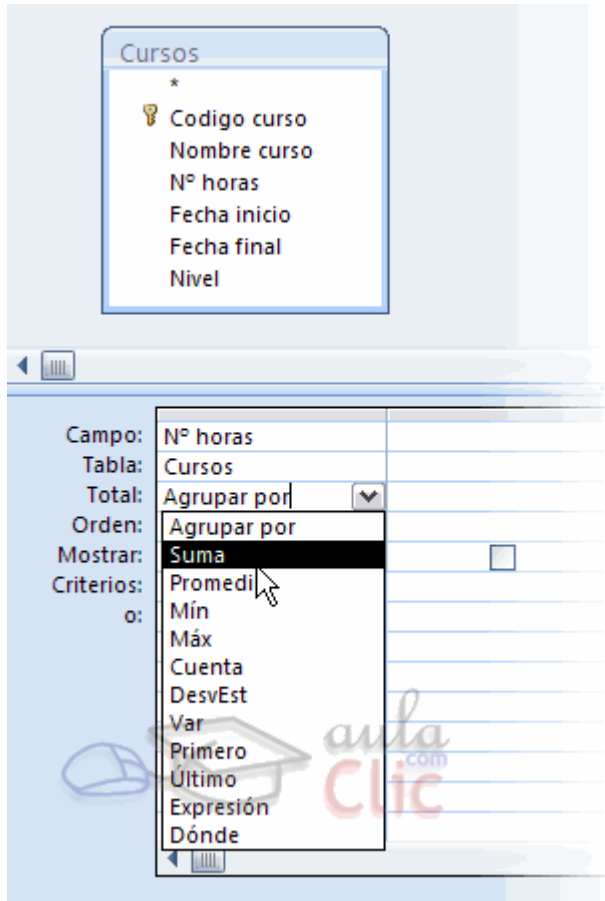 Cursos
*
Codigo curso
Nombre curso
Nº horas
Fecha inicio
Fecha final
Nivel
Campo: Nº horas
Tabla: Cursos
Total: Agrupar por
Orden: Agrupar por
Mostrar: Suma
Criterios: Promedi
o: Mín
Máx
Cuenta
DesvEst
Var
Primero
Último
Expresión
Dónde
aula
.com
Clic